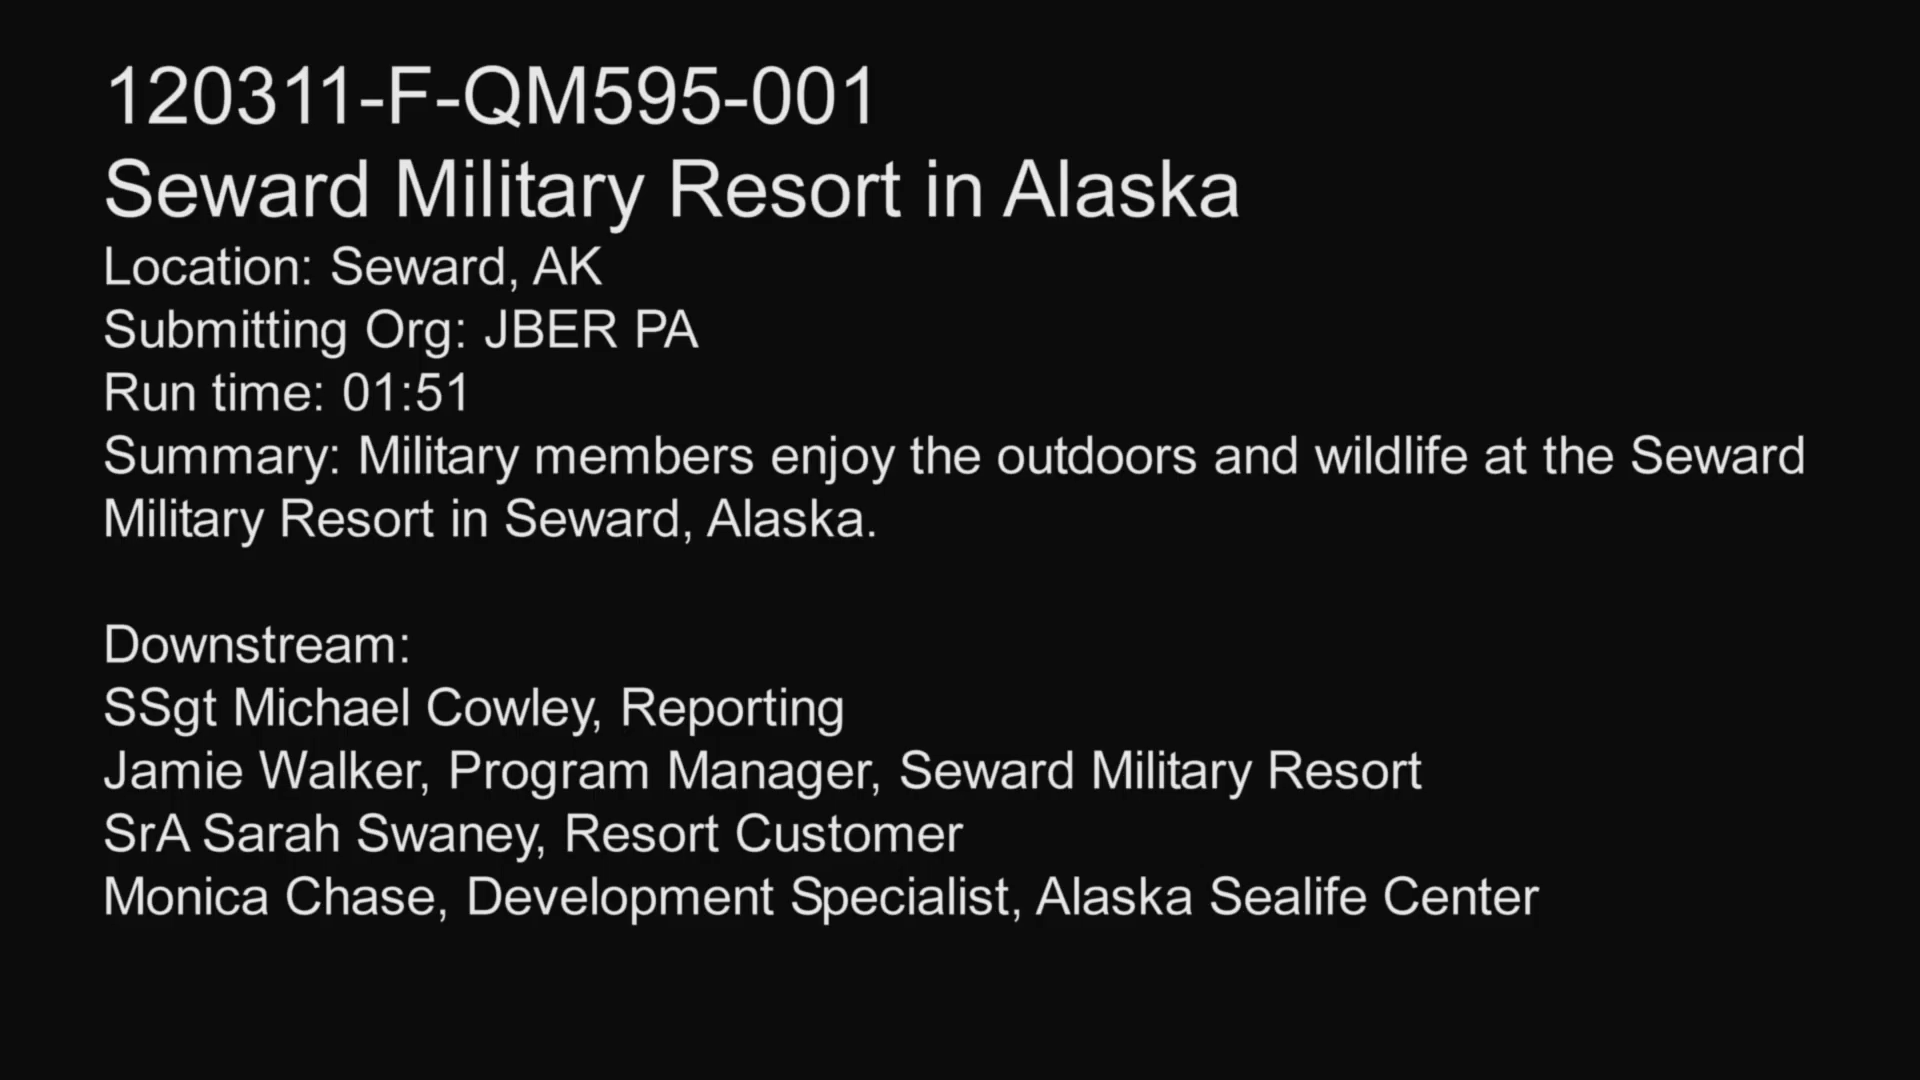 120311-F-QM595-001
Seward Military Resort in Alaska
Location: Seward, AK
Submitting Org: JBER PA
Run time: 01:51
Summary: Military members enjoy the outdoors and wildlife at the Seward
Military Resort in Seward, Alaska.
Downstream:
SSgt Michael Cowley, Reporting
Jamie Walker, Program Manager, Seward Military Resort
SrA Sarah Swaney, Resort Customer
Monica Chase, Development Specialist, Alaska Sealife Center